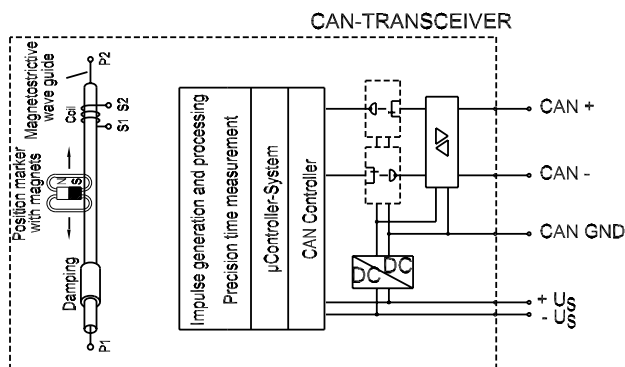 CAN-TRANSCEIVER
P2
Magnetostrictive
wave guide
Coil
S2
S1
Position marker
with magnets
N
S
Damping
P1
Impulse generation and processing
Precision time measurement
µController-System
CAN Controller
DC
DC
CAN +
CAN -
CAN GND
+ US
- US